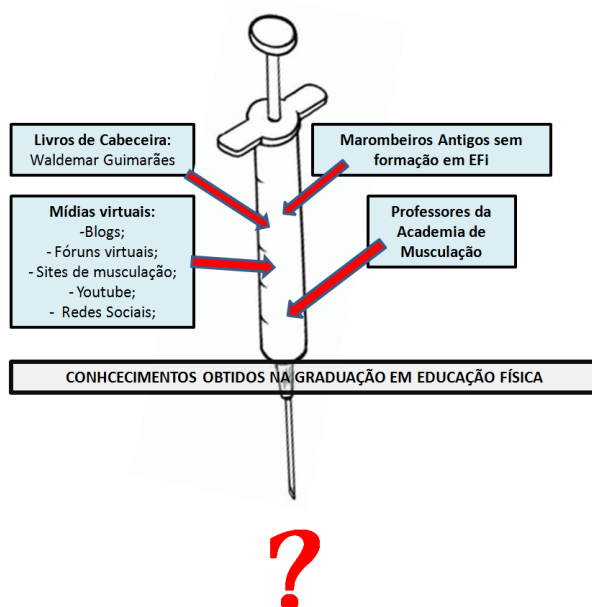 Livros de Cabeceira:
Waldemar Guimarães
Marombeiros Antigos sem
formação em EFi
Mídias virtuais:
-Blogs;
- Fóruns virtuais;
- Sites de musculação;
- Youtube;
- Redes Sociais;
Professores da
Academia de
Musculação
CONHCECIMENTOS OBTIDOS NA GRADUAÇÃO EM EDUCAÇÃO FÍSICA
?